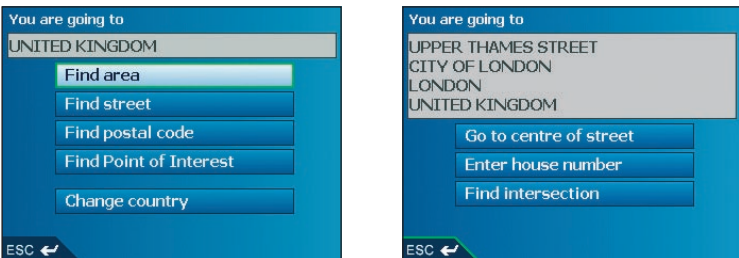 You are going to
UNITED KINGDOM
Find area
Find street
Find postal code
Find Point of Interest
Change country
ESC
You are going to
UPPER THAMES STREET
CITY OF LONDON
LONDON
UNITED KINGDOM
Go to centre of street
Enter house number
Find intersection
ESC